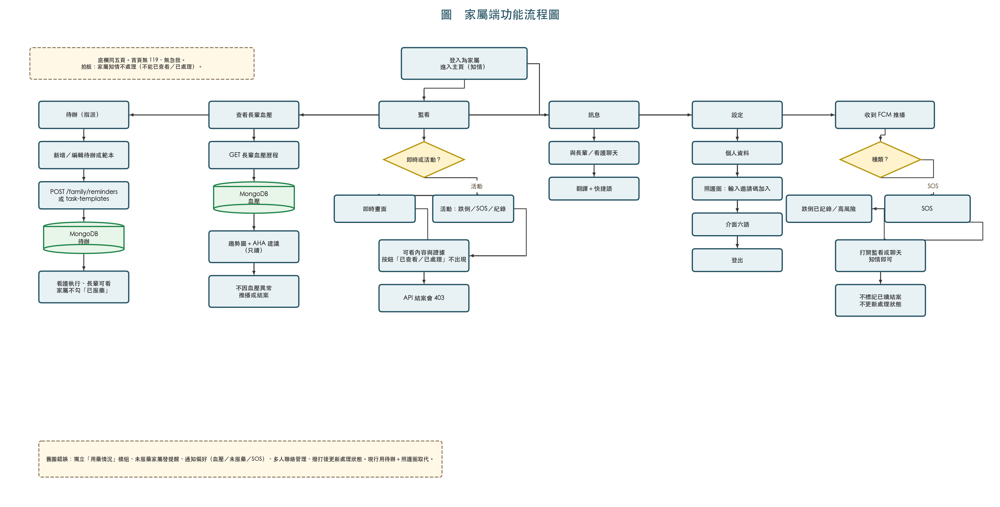 圖　家屬端功能流程圖
底欄同五頁。首頁無 119、無急救。
拍板：家屬知情不處理（不能已查看／已處理）。
登入為家屬
進入主頁（知情）
待辦（指派）
查看長輩血壓
監看
訊息
設定
收到 FCM 推播
新增／編輯待辦或範本
GET 長輩血壓歷程
即時或活動？
與長輩／看護聊天
個人資料
種類？
POST /family/reminders
或 task-templates
MongoDB
血壓
活動
翻譯＋快捷語
照護圈：輸入邀請碼加入
SOS
即時畫面
活動：跌倒／SOS／紀錄
跌倒已記錄／高風險
SOS
MongoDB
待辦
趨勢圖＋AHA 建議
（只讀）
介面六語
可看內容與證據
按鈕「已查看／已處理」不出現
登出
打開監看或聊天
知情即可
看護執行、長輩可看
家屬不勾「已服藥」
不因血壓異常
推播或結案
API 結案會 403
不標記已讀結案
不更新處理狀態
舊圖錯誤：獨立「用藥情況」模組、未服藥家屬發提醒、通知偏好（血壓／未服藥／SOS）、多人聯絡管理、撥打後更新處理狀態。現行用待辦＋照護圈取代。